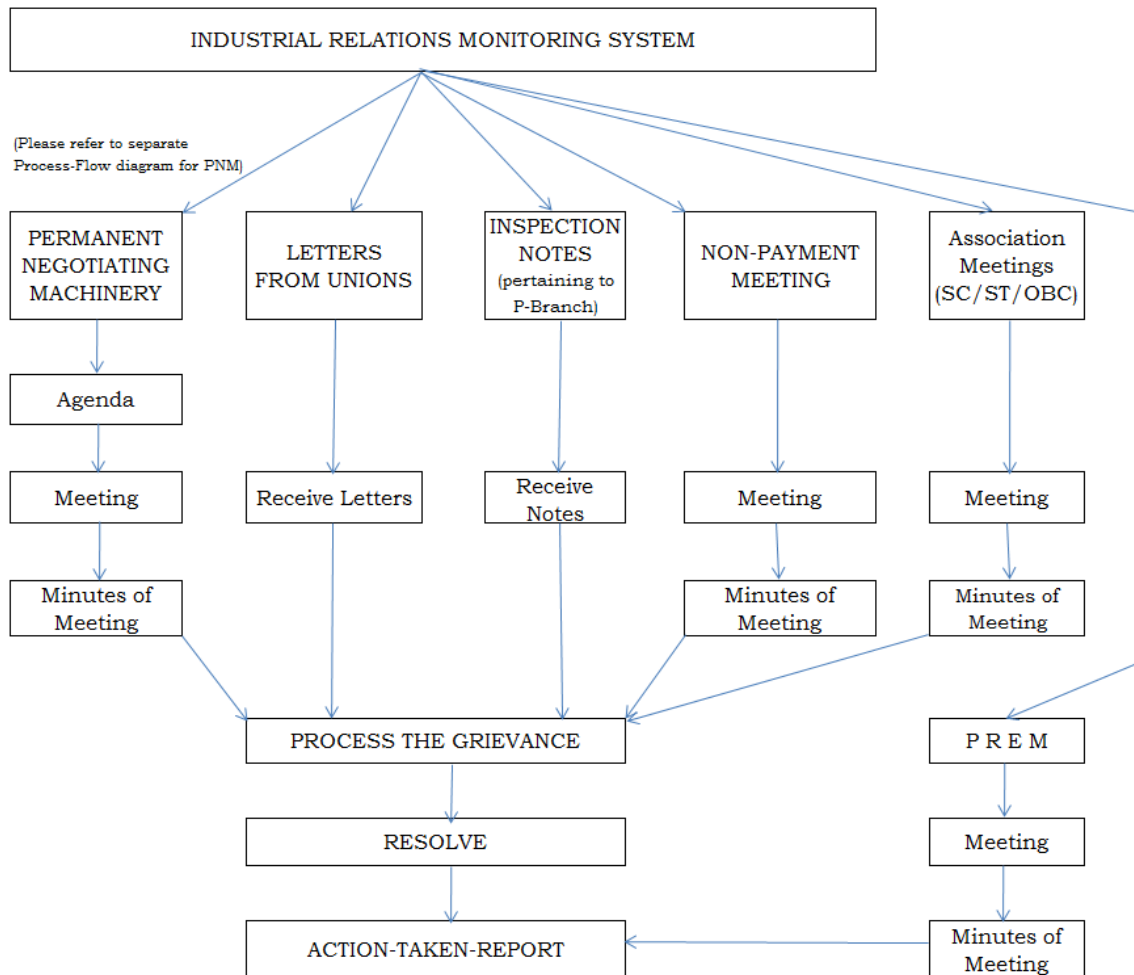 INDUSTRIAL RELATIONS MONITORING SYSTEM
(Please refer to separate
Process-Flow diagram for PNM)
PERMANENT
NEGOTIATING
MACHINERY
LETTERS
FROM UNIONS
INSPECTION
NOTES
(pertaining to
P-Branch)
NON-PAYMENT
MEETING
Association
Meetings
(SC/ST/OBC)
Agenda
Meeting
Receive Letters
Receive
Notes
Meeting
Meeting
Minutes of
Meeting
Minutes of
Meeting
Minutes of
Meeting
PROCESS THE GRIEVANCE
P R E M
RESOLVE
Meeting
ACTION-TAKEN-REPORT
Minutes of
Meeting